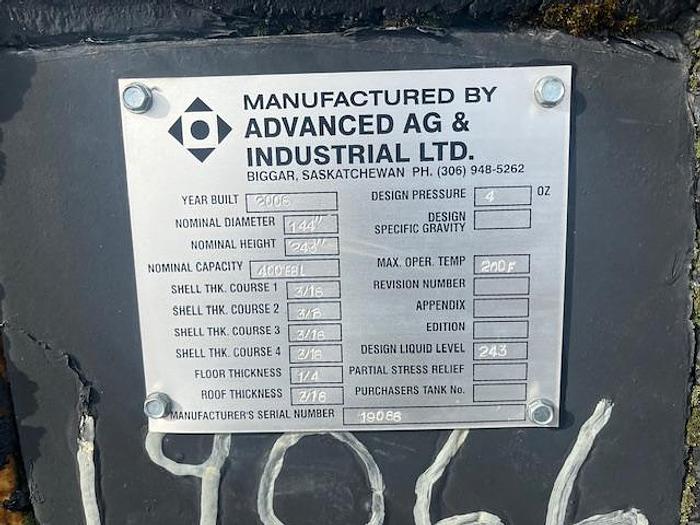 MANUFACTURED BY
ADVANCED AG &
INDUSTRIAL LTD.
BIGGAR, SASKATCHEWAN PH. (306) 948-5262
YEAR BUILT 2006
NOMINAL DIAMETER 144"
NOMINAL HEIGHT 243"
NOMINAL CAPACITY 400BBL
SHELL THK. COURSE 1 3/16
SHELL THK. COURSE 2 3/16
SHELL THK. COURSE 3 3/16
SHELL THK. COURSE 4 3/16
FLOOR THICKNESS 1/4
ROOF THICKNESS 3/16
DESIGN PRESSURE 4 OZ
DESIGN
SPECIFIC GRAVITY
MAX. OPER. TEMP 200F
REVISION NUMBER
APPENDIX
EDITION
DESIGN LIQUID LEVEL 243
PARTIAL STRESS RELIEF
PURCHASERS TANK No.
MANUFACTURER'S SERIAL NUMBER 19066
19066